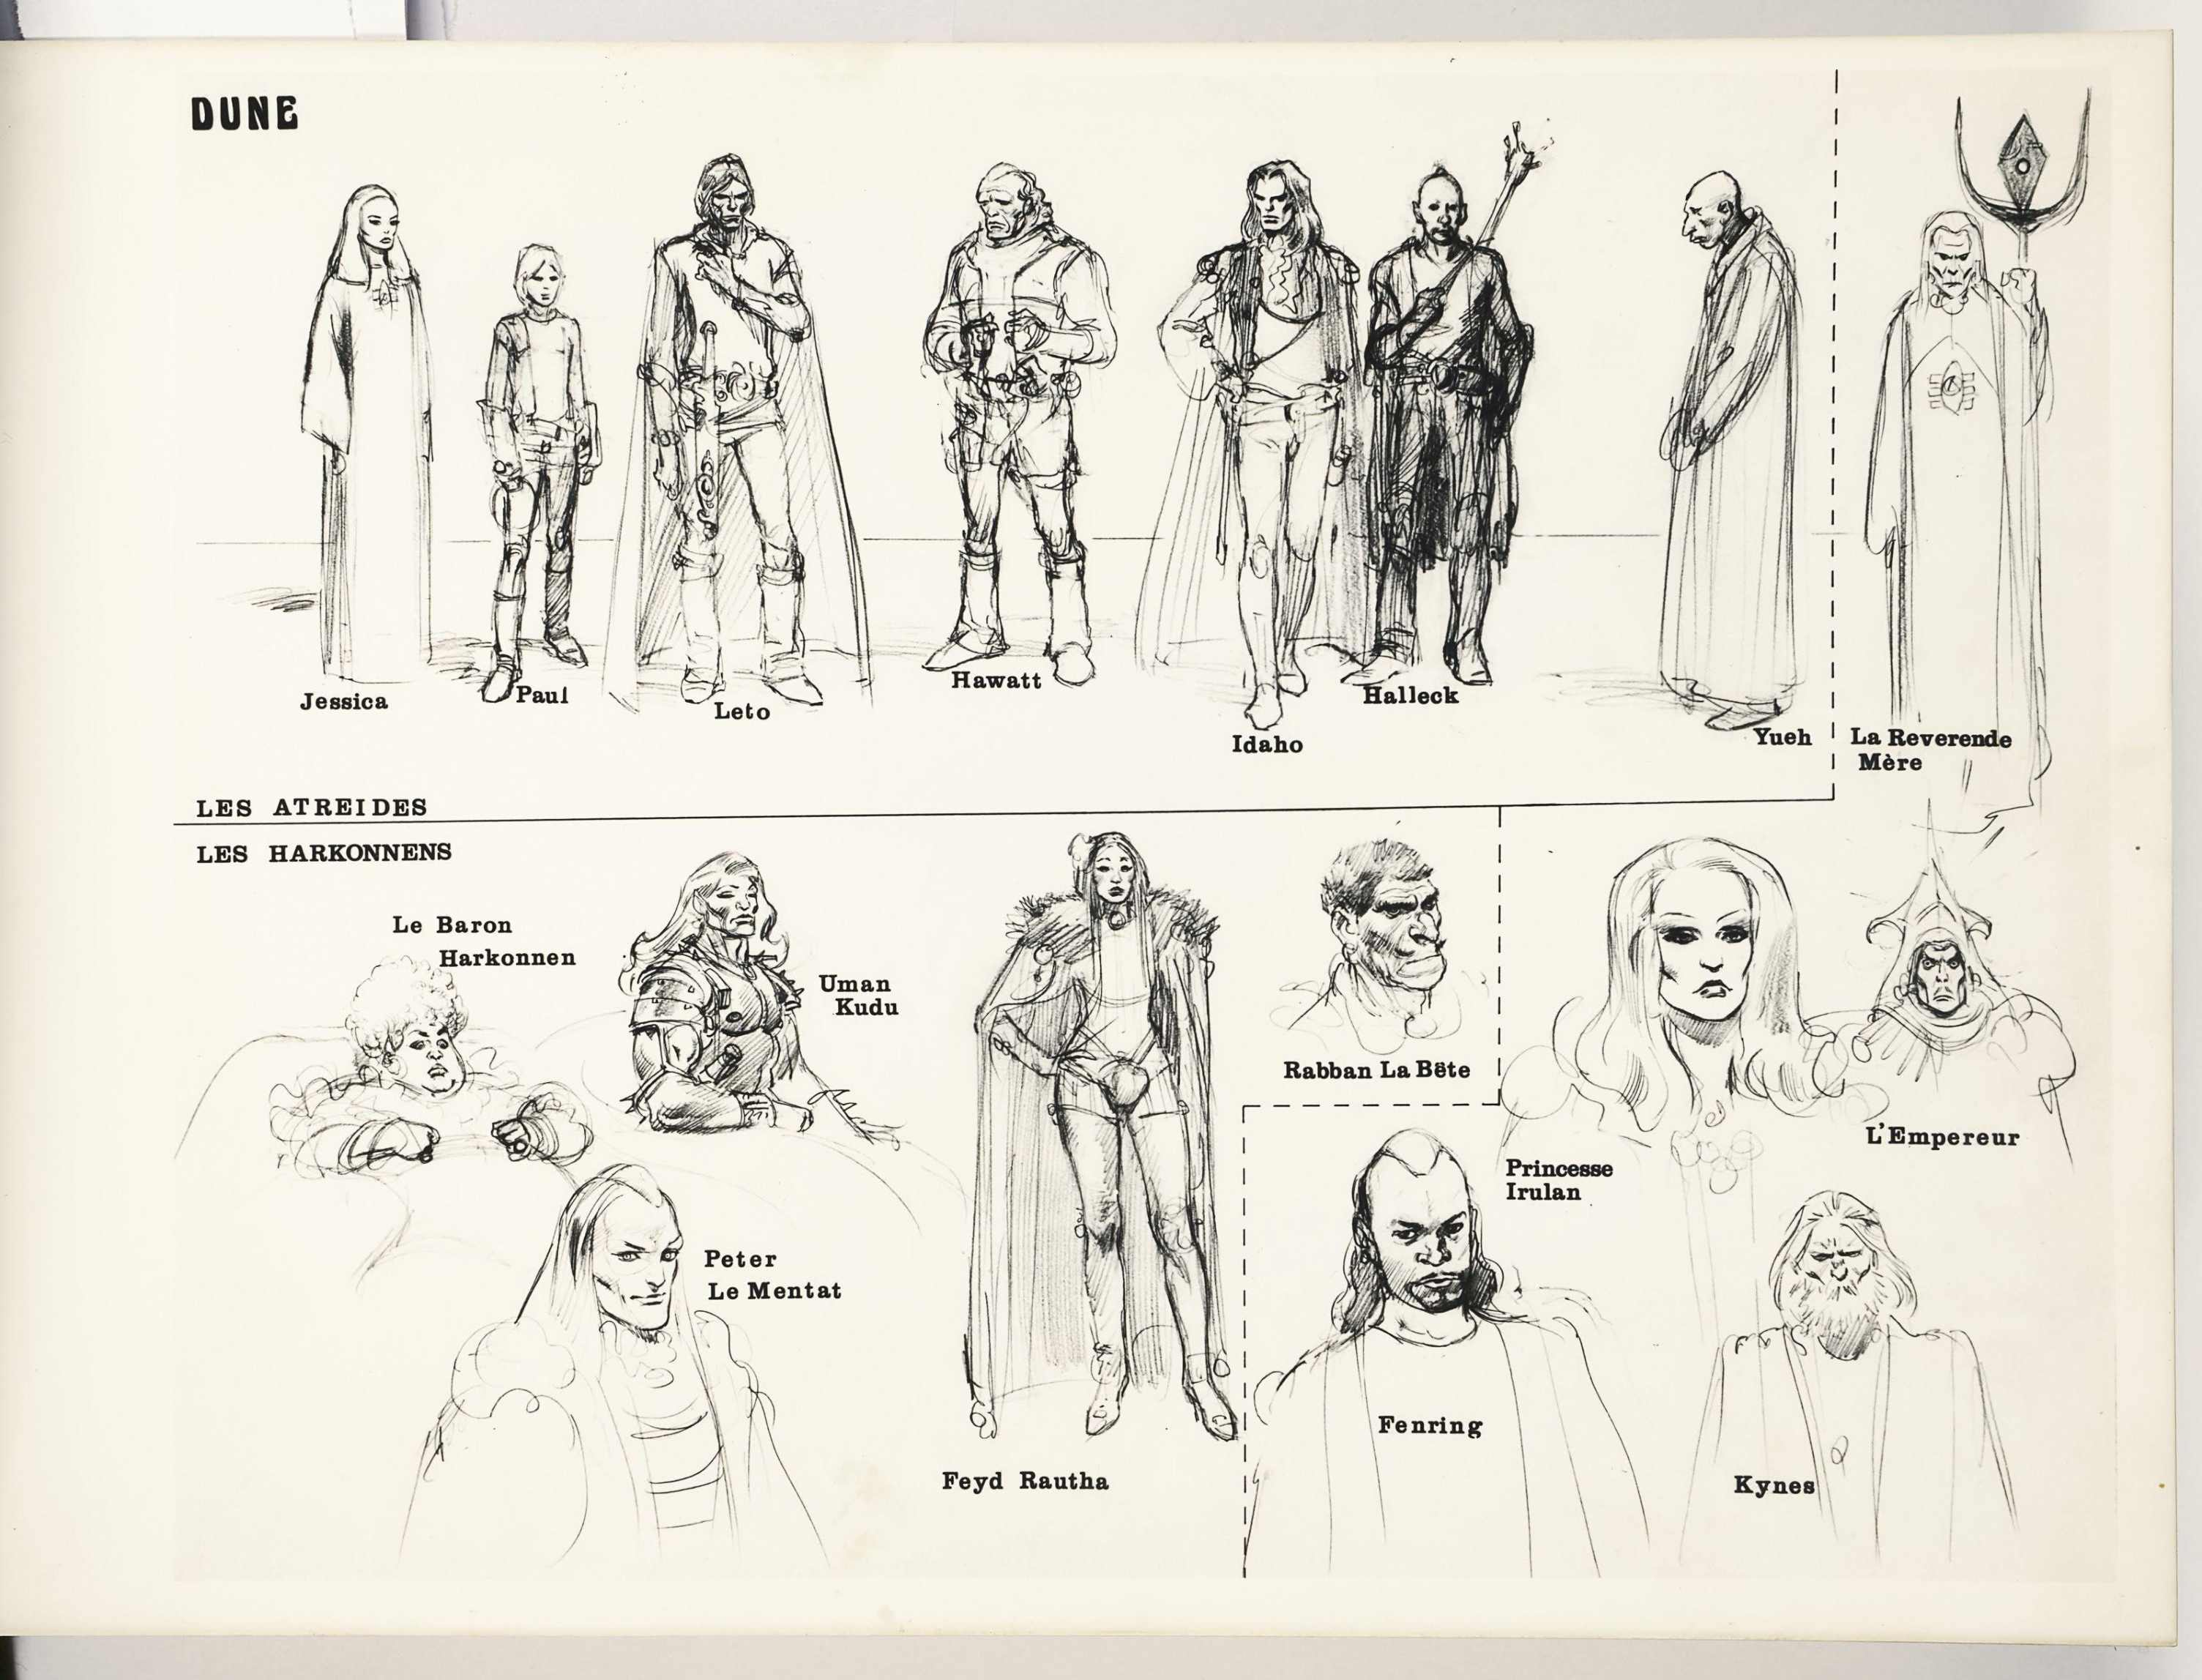 DUNE
Jessica
Paul
Leto
Hawatt
Idaho
Halleck
Yueh
La Reverende
Mère
LES ATREIDES
LES HARKONNENS
Le Baron
Harkonnen
Uman
Kudu
Rabban La Bëte
L'Empereur
Princesse
Irulan
Peter
Le Mentat
Fenring
Feyd Rautha
Kynes